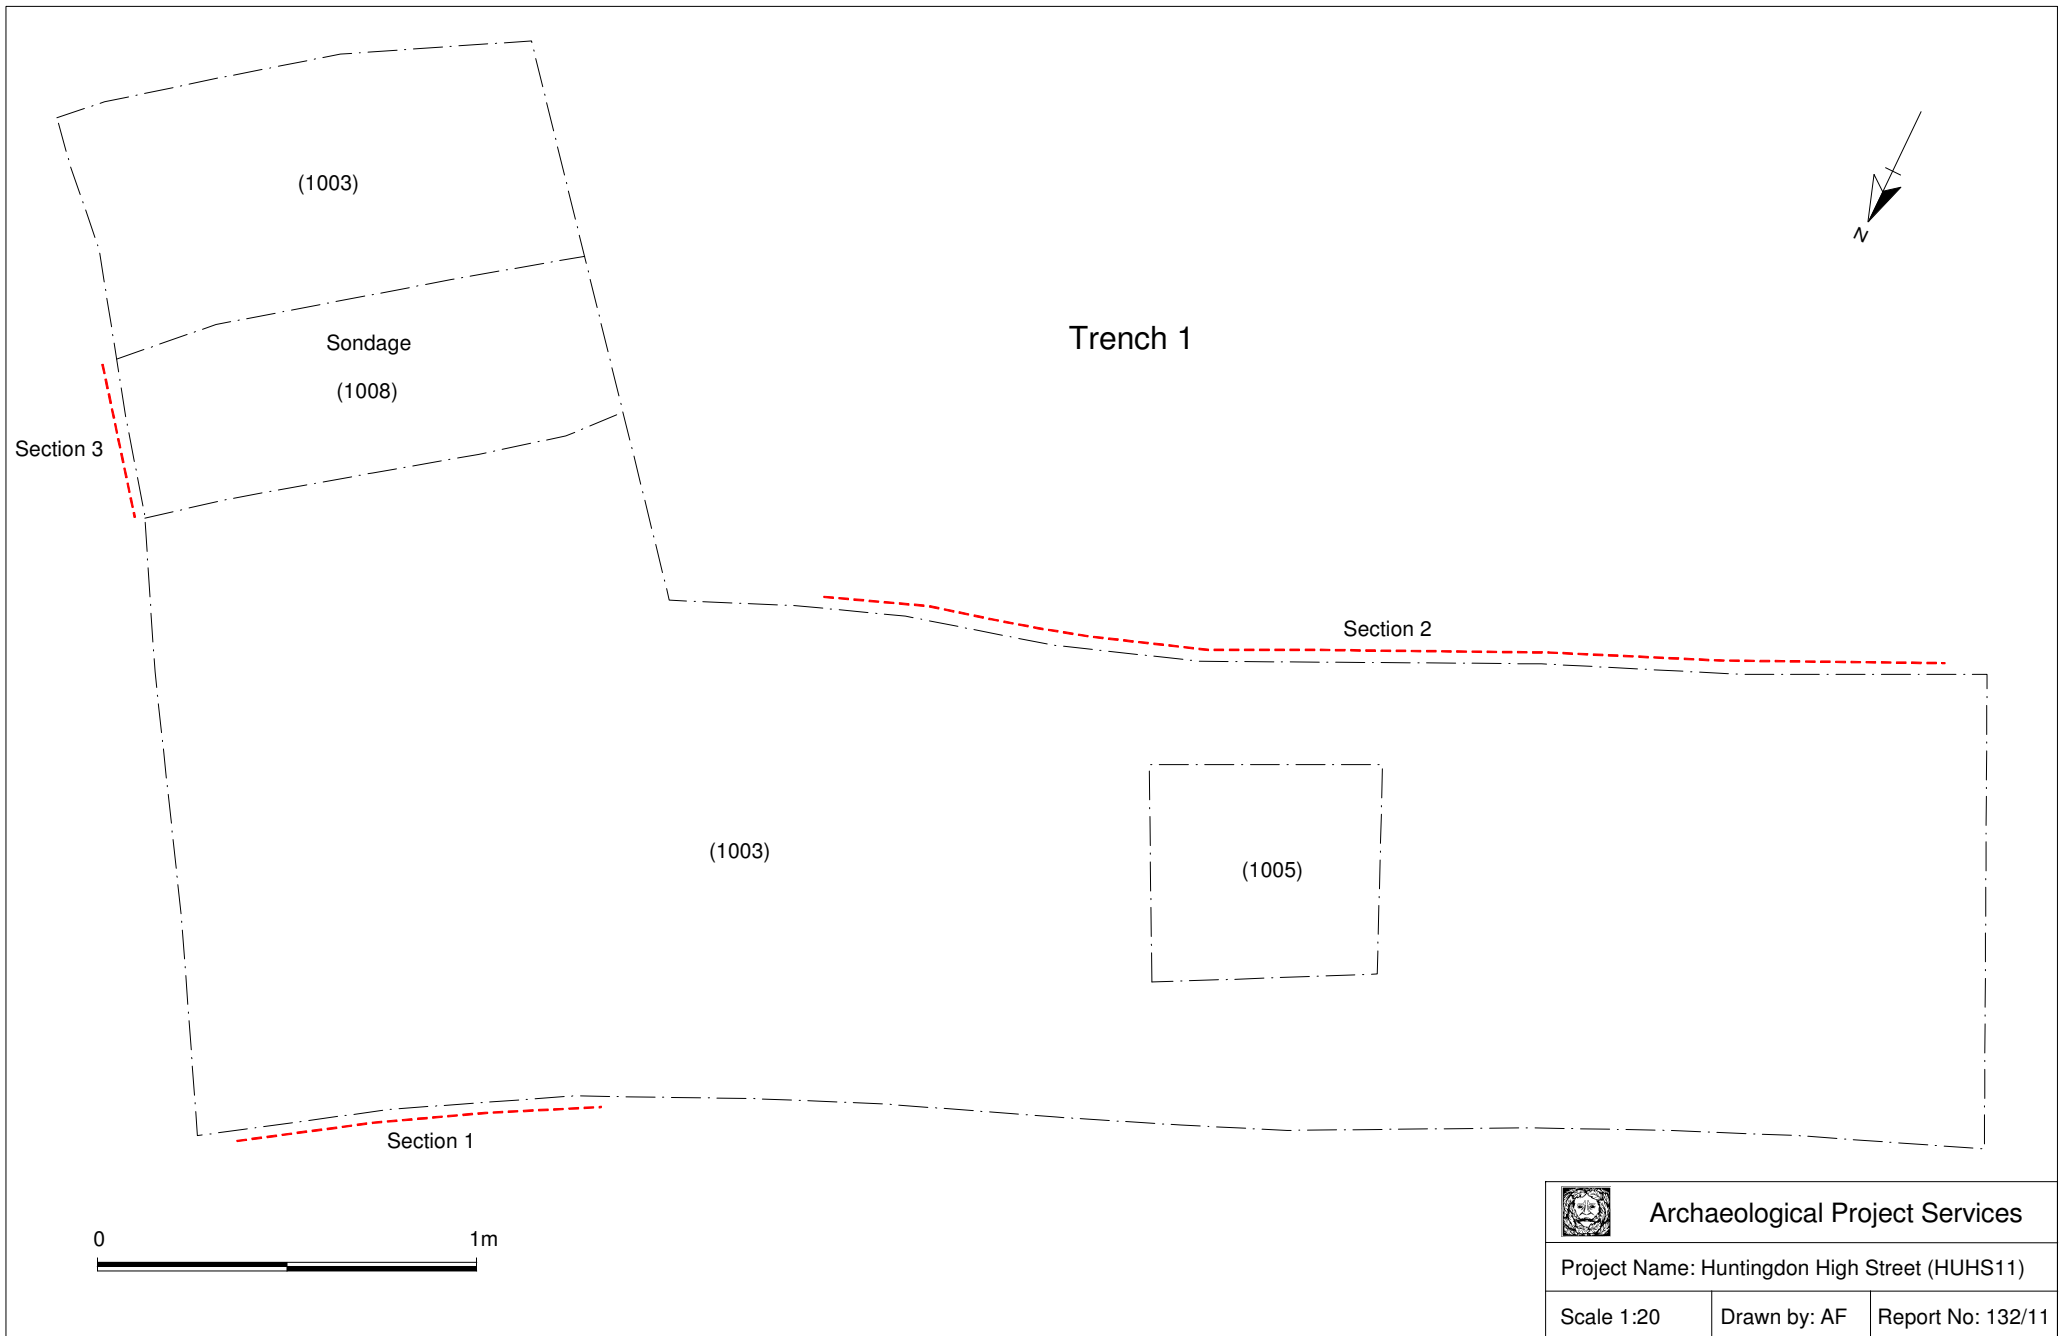 (1003)
Sondage
(1008)
Section 3
Trench 1
N
Section 2
(1003)
(1005)
Section 1
0 1m
Archaeological Project Services
Project Name: Huntingdon High Street (HUHS11)
Scale 1:20 Drawn by: AF Report No: 132/11